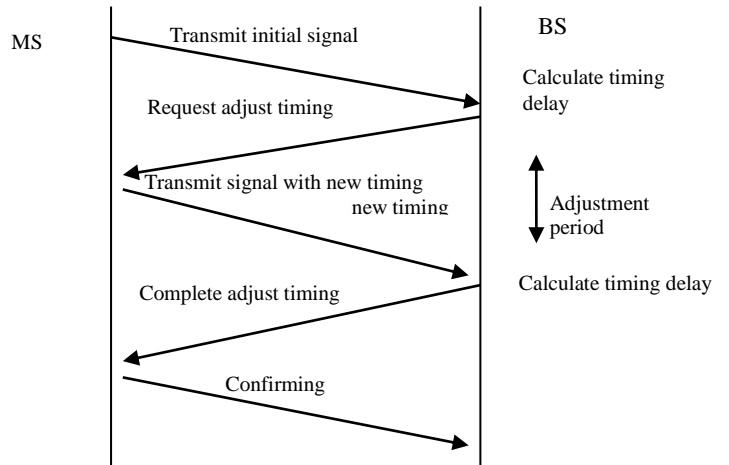 MS
Transmit initial signal
BS
Calculate timing
delay
Request adjust timing
Transmit signal with new timing
new timing
Adjustment
period
Calculate timing delay
Complete adjust timing
Confirming